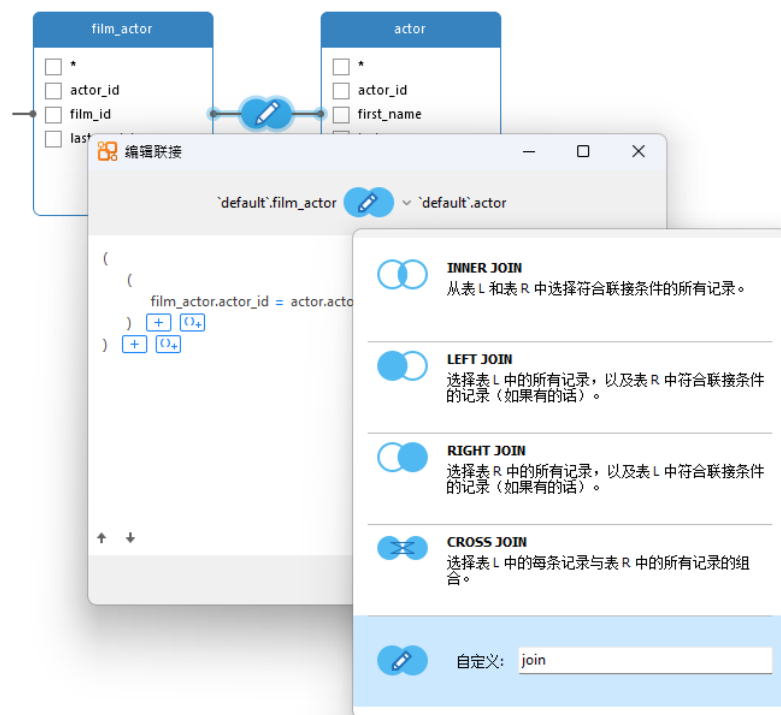 film_actor
actor
*
actor_id
film_id
*
actor_id
first_name
编辑联接
`default`.film_actor
`default`.actor
(
(
film_actor.actor_id = actor.acto
)
)
INNER JOIN
从表 L 和表 R 中选择符合联接条件的所有记录。
LEFT JOIN
选择表 L 中的所有记录，以及表 R 中符合联接条件
的记录（如果有的话）。
RIGHT JOIN
选择表 R 中的所有记录，以及表 L 中符合联接条件
的记录（如果有的话）。
CROSS JOIN
选择表 L 中的每条记录与表 R 中的所有记录的组
合。
自定义: join